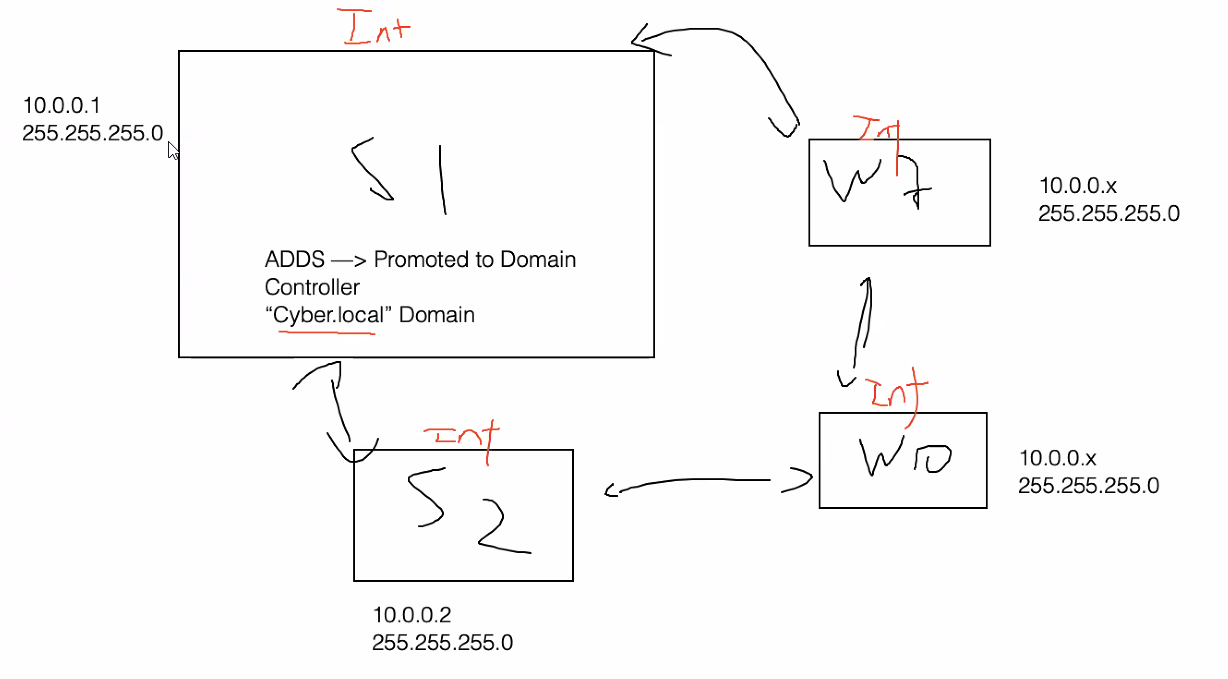 Int
10.0.0.1
255.255.255.0
S1
ADDS —> Promoted to Domain
Controller
“Cyber.local” Domain
Int
W7
10.0.0.x
255.255.255.0
Int
W10
10.0.0.x
255.255.255.0
Int
S2
10.0.0.2
255.255.255.0